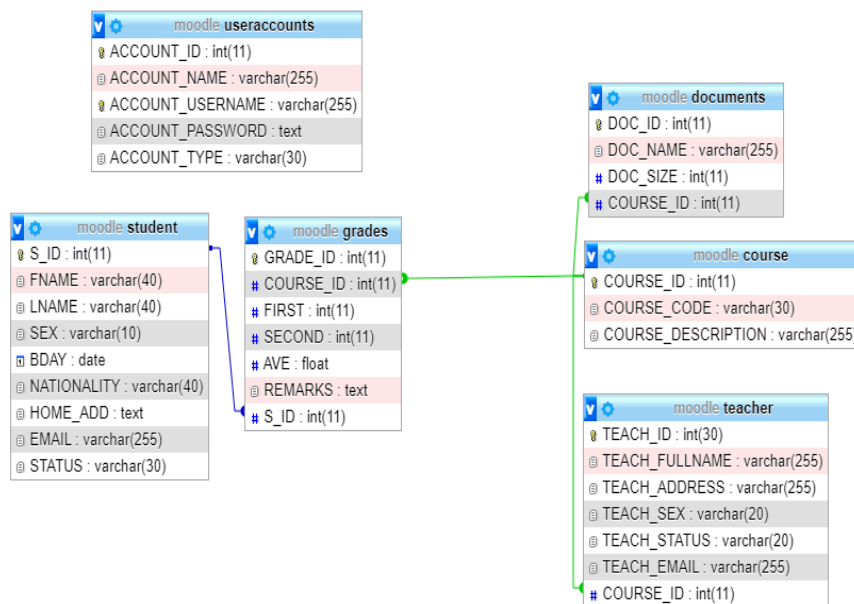 moodle useraccounts
ACCOUNT_ID : int(11)
ACCOUNT_NAME : varchar(255)
ACCOUNT_USERNAME : varchar(255)
ACCOUNT_PASSWORD : text
ACCOUNT_TYPE : varchar(30)
moodle student
S_ID : int(11)
FNAME : varchar(40)
LNAME : varchar(40)
SEX : varchar(10)
BDAY : date
NATIONALITY : varchar(40)
HOME_ADD : text
EMAIL : varchar(255)
STATUS : varchar(30)
moodle grades
GRADE_ID : int(11)
# COURSE_ID : int(11)
# FIRST : int(11)
# SECOND : int(11)
# AVE : float
REMARKS : text
# S_ID : int(11)
moodle documents
DOC_ID : int(11)
DOC_NAME : varchar(255)
# DOC_SIZE : int(11)
# COURSE_ID : int(11)
moodle course
COURSE_ID : int(11)
COURSE_CODE : varchar(30)
COURSE_DESCRIPTION : varchar(255)
moodle teacher
TEACH_ID : int(30)
TEACH_FULLNAME : varchar(255)
TEACH_ADDRESS : varchar(255)
TEACH_SEX : varchar(20)
TEACH_STATUS : varchar(20)
TEACH_EMAIL : varchar(255)
# COURSE_ID : int(11)